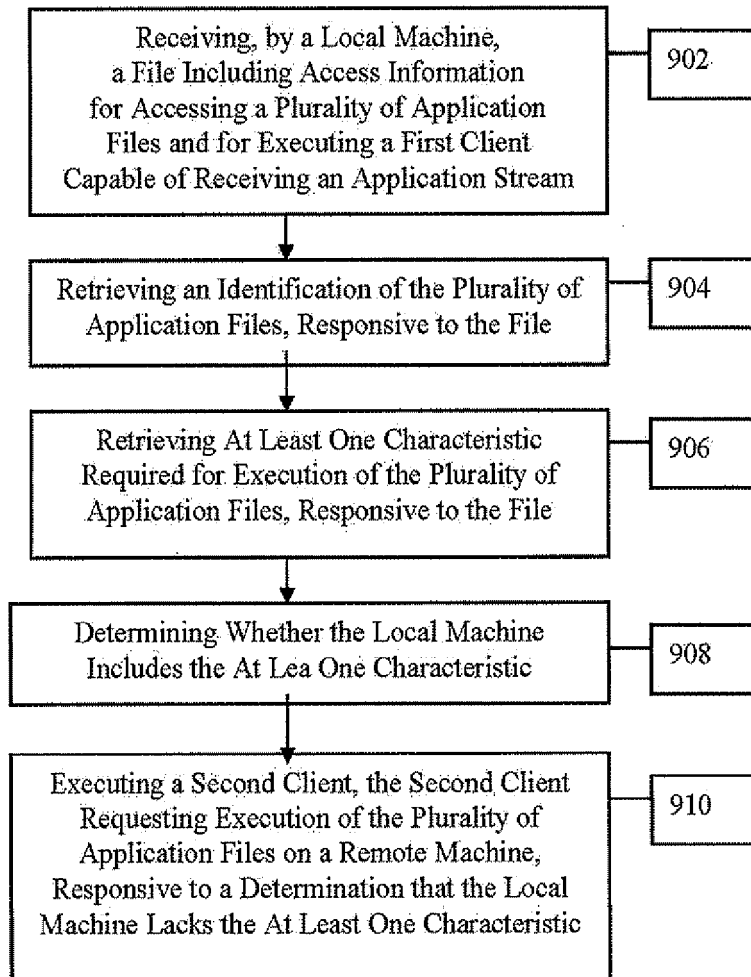 Receiving, by a Local Machine,
a File Including Access Information
for Accessing a Plurality of Application
Files and for Executing a First Client
Capable of Receiving an Application Stream
902
Retrieving an Identification of the Plurality of
Application Files, Responsive to the File
904
Retrieving At Least One Characteristic
Required for Execution of the Plurality of
Application Files, Responsive to the File
906
Determining Whether the Local Machine
Includes the At Lea One Characteristic
908
Executing a Second Client, the Second Client
Requesting Execution of the Plurality of
Application Files on a Remote Machine,
Responsive to a Determination that the Local
Machine Lacks the At Least One Characteristic
910